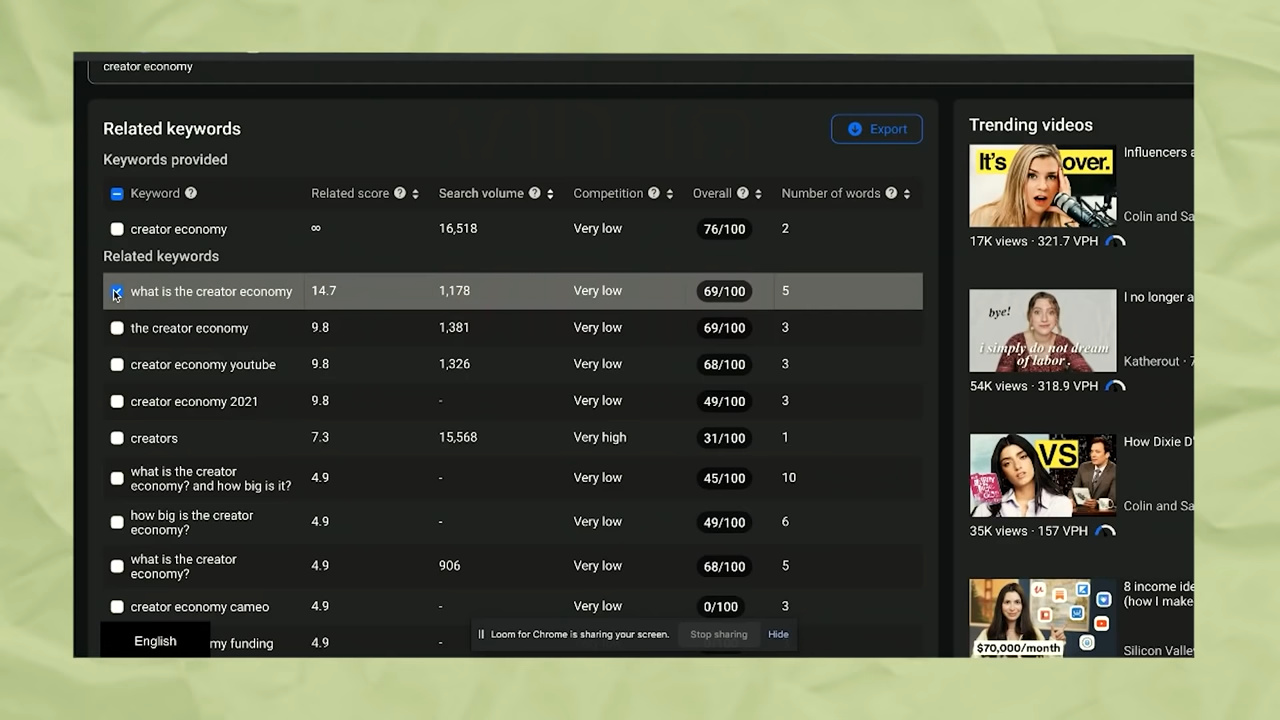 creator economy
Related keywords
Export
Keywords provided
Keyword Related score Search volume Competition Overall Number of words
creator economy ∞ 16,518 Very low 76/100 2
Related keywords
what is the creator economy 14.7 1,178 Very low 69/100 5
the creator economy 9.8 1,381 Very low 69/100 3
creator economy youtube 9.8 1,326 Very low 68/100 3
creator economy 2021 9.8 - Very low 49/100 3
creators 7.3 15,568 Very high 31/100 1
what is the creator
economy? and how big is it? 4.9 - Very low 45/100 10
how big is the creator
economy? 4.9 - Very low 49/100 6
what is the creator
economy? 4.9 906 Very low 68/100 5
creator economy cameo 4.9 - Very low 0/100 3
my funding 4.9 -
English
Loom for Chrome is sharing your screen. Stop sharing Hide
Trending videos
It's over.
Influencers a
Colin and Sa
17K views · 321.7 VPH
bye!
i simply do not dream
of labor.
I no longer a
Katherout · 7
54K views · 318.9 VPH
VS
How Dixie D'
Colin and Sa
35K views · 157 VPH
$70,000/month
8 income ide
(how I make
Silicon Valle